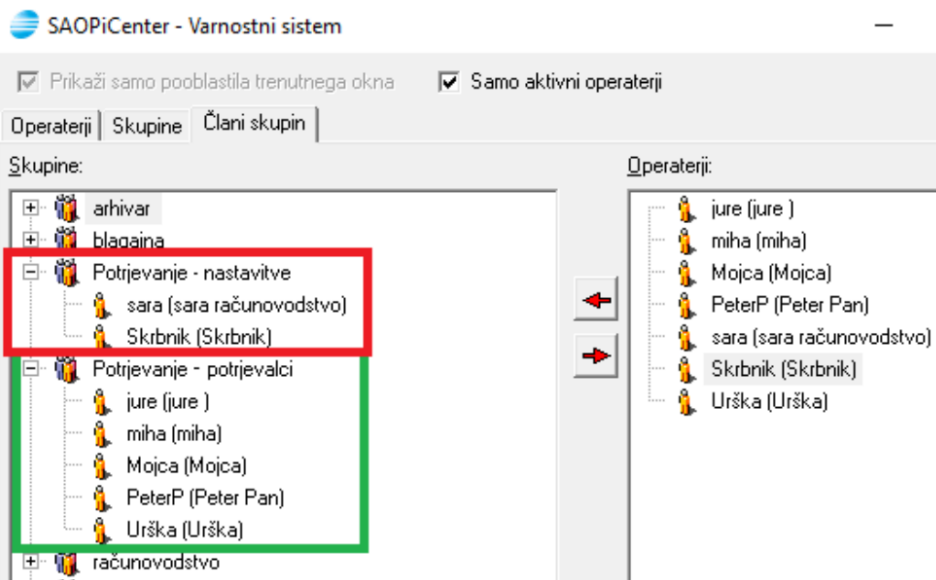 SAOPiCenter - Varnostni sistem
Prikaži samo pooblastila trenutnega okna
Samo aktivni operaterji
Operaterji
Skupine
Člani skupin
Skupine:
arhivar
blagajna
Potrjevanje - nastavitve
sara (sara računovodstvo)
Skrbnik (Skrbnik)
Potrjevanje - potrjevalci
jure (jure )
miha (miha)
Mojca (Mojca)
PeterP (Peter Pan)
Urška (Urška)
računovodstvo
Operaterji:
jure (jure )
miha (miha)
Mojca (Mojca)
PeterP (Peter Pan)
sara (sara računovodstvo)
Skrbnik (Skrbnik)
Urška (Urška)